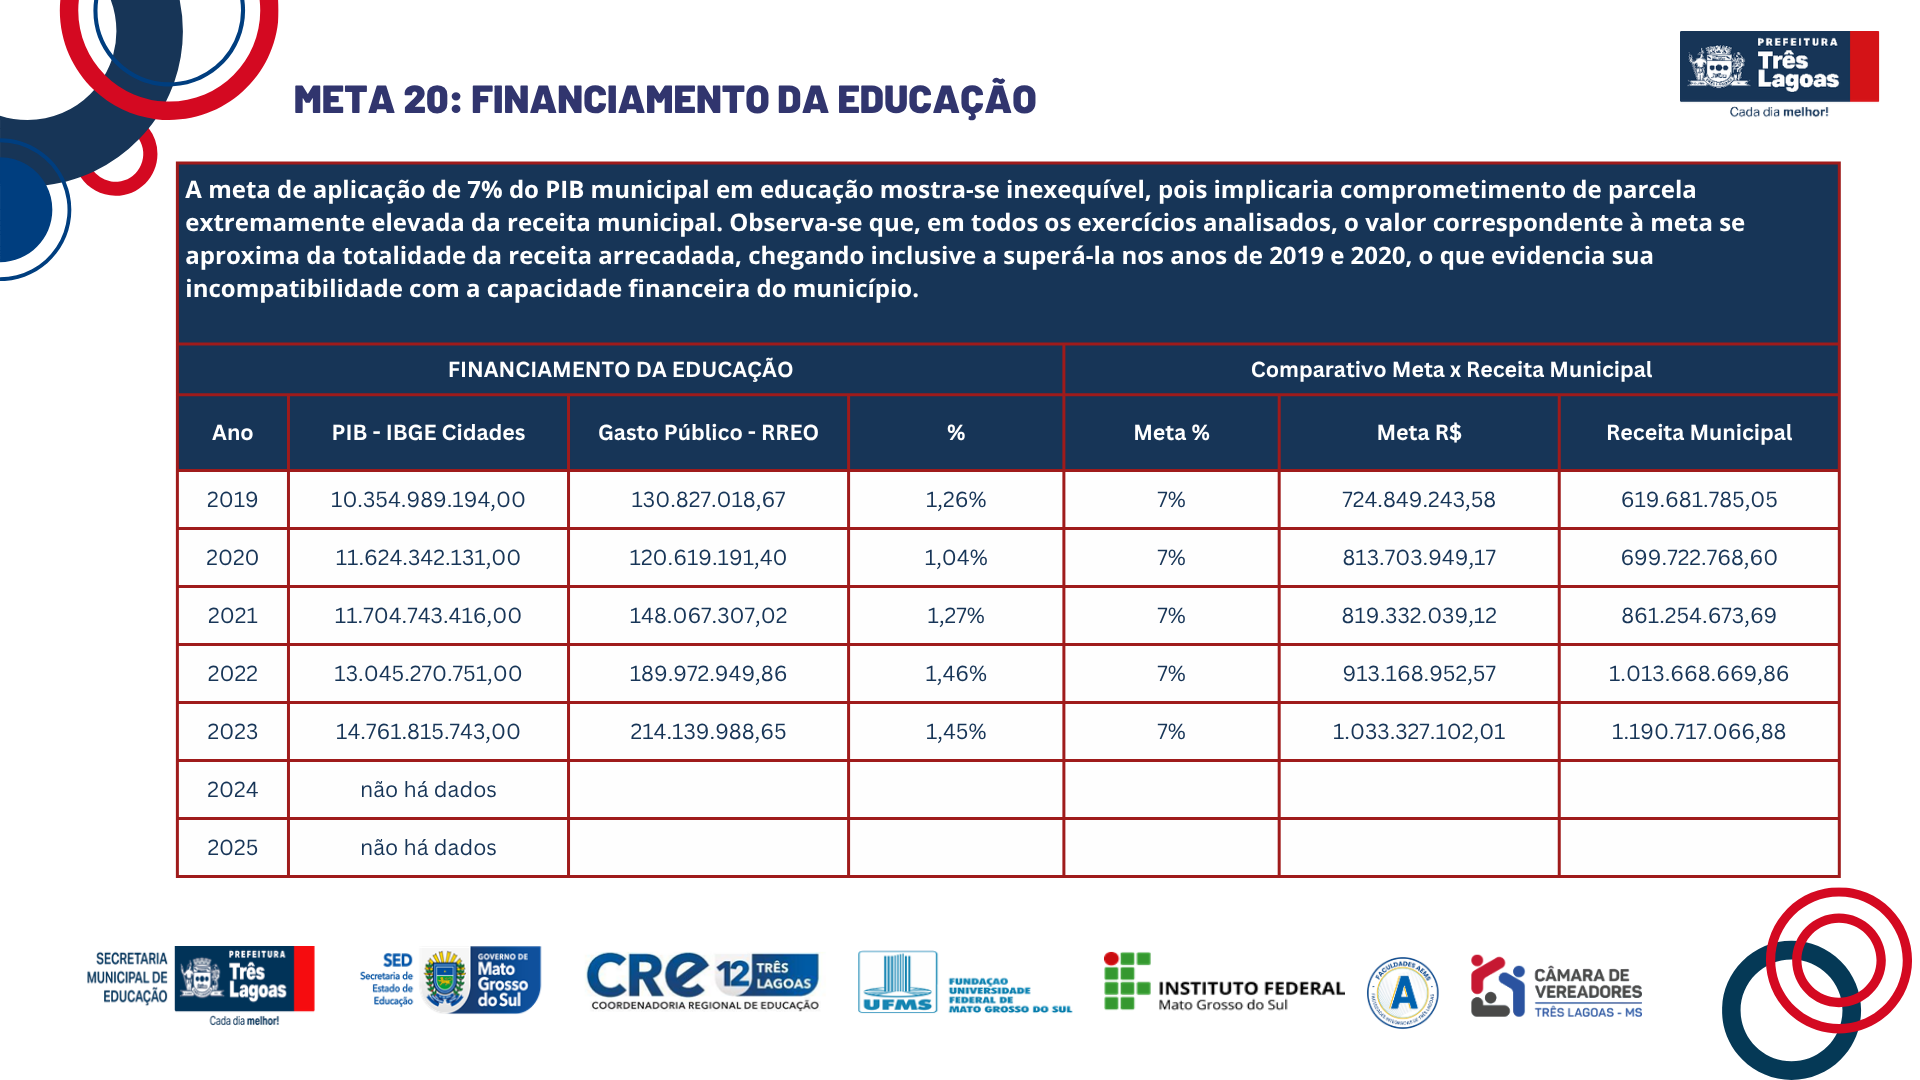 META 20: FINANCIAMENTO DA EDUCAÇÃO
PREFEITURA
Três
Lagoas
Cada dia melhor!
A meta de aplicação de 7% do PIB municipal em educação mostra-se inexequível, pois implicaria comprometimento de parcela
extremamente elevada da receita municipal. Observa-se que, em todos os exercícios analisados, o valor correspondente à meta se
aproxima da totalidade da receita arrecadada, chegando inclusive a superá-la nos anos de 2019 e 2020, o que evidencia sua
incompatibilidade com a capacidade financeira do município.
FINANCIAMENTO DA EDUCAÇÃO Comparativo Meta x Receita Municipal
Ano PIB - IBGE Cidades Gasto Público - RREO % Meta % Meta R$ Receita Municipal
2019 10.354.989.194,00 130.827.018,67 1,26% 7% 724.849.243,58 619.681.785,05
2020 11.624.342.131,00 120.619.191,40 1,04% 7% 813.703.949,17 699.722.768,60
2021 11.704.743.416,00 148.067.307,02 1,27% 7% 819.332.039,12 861.254.673,69
2022 13.045.270.751,00 189.972.949,86 1,46% 7% 913.168.952,57 1.013.668.669,86
2023 14.761.815.743,00 214.139.988,65 1,45% 7% 1.033.327.102,01 1.190.717.066,88
2024 não há dados
2025 não há dados
SECRETARIA
MUNICIPAL DE
EDUCAÇÃO
PREFEITURA
Três
Lagoas
Cada dia melhor!
SED
Secretaria de
Estado de
Educação
GOVERNO DE
Mato
Grosso
do Sul
CRe 12 TRÊS
LAGOAS
COORDENADORIA REGIONAL DE EDUCAÇÃO
UFMS
FUNDAÇÃO
UNIVERSIDADE
FEDERAL DE
MATO GROSSO DO SUL
INSTITUTO FEDERAL
Mato Grosso do Sul
FACULDADES AEMS
A
CÂMARA DE
VEREADORES
TRÊS LAGOAS - MS